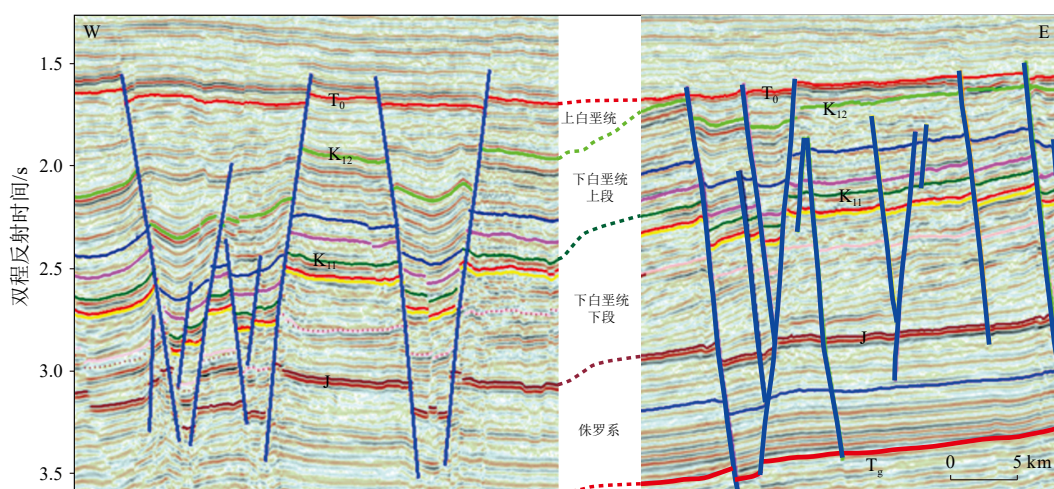 W
E
双程反射时间/s
1.5
2.0
2.5
3.0
3.5
T₀
K₁₂
K₁₁
J
上白垩统
下白垩统
上段
下白垩统
下段
侏罗系
T₀
K₁₂
K₁₁
J
T_g
0 5 km